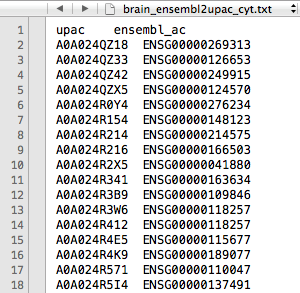 brain_ensembl2upac_cyt.txt
1 upac ensembl_ac
2 A0A024QZ18 ENSG00000269313
3 A0A024QZ33 ENSG00000126653
4 A0A024QZ42 ENSG00000249915
5 A0A024QZX5 ENSG00000124570
6 A0A024R0Y4 ENSG00000276234
7 A0A024R154 ENSG00000148123
8 A0A024R214 ENSG00000214575
9 A0A024R216 ENSG00000166503
10 A0A024R2X5 ENSG00000041880
11 A0A024R341 ENSG00000163634
12 A0A024R3B9 ENSG00000109846
13 A0A024R3W6 ENSG00000118257
14 A0A024R412 ENSG00000118257
15 A0A024R4E5 ENSG00000115677
16 A0A024R4K9 ENSG00000189077
17 A0A024R571 ENSG00000110047
18 A0A024R5I4 ENSG00000137491